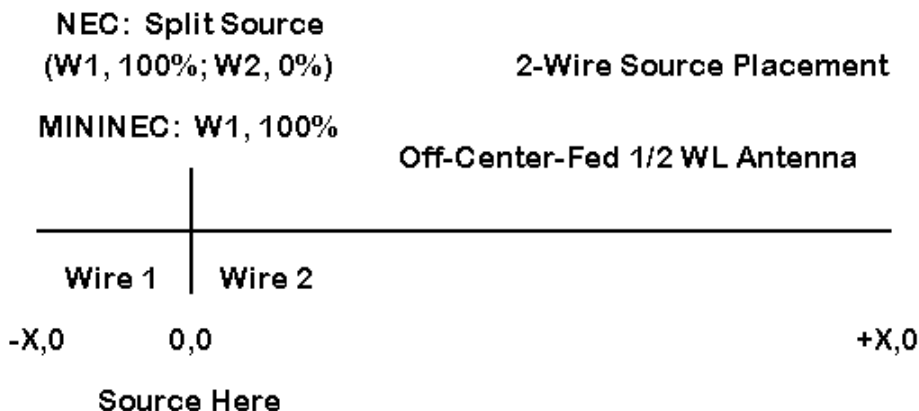 NEC: Split Source
(W1, 100%; W2, 0%)
2-Wire Source Placement
MININEC: W1, 100%
Off-Center-Fed 1/2 WL Antenna
Wire 1
Wire 2
-X,0
0,0
+X,0
Source Here